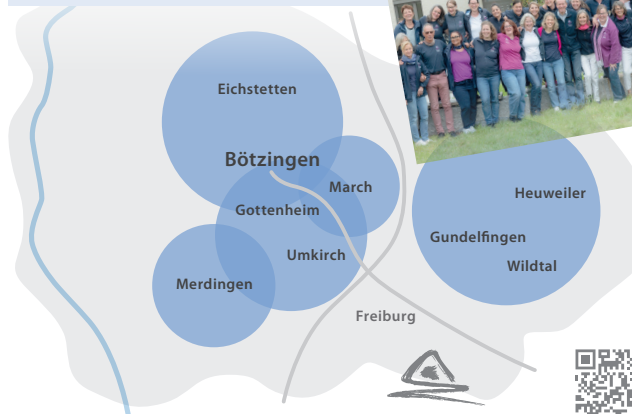 Eichstetten
Bötzingen
March
Heuweiler
Gottenheim
Gundelfingen
Umkirch
Wildtal
Merdingen
Freiburg